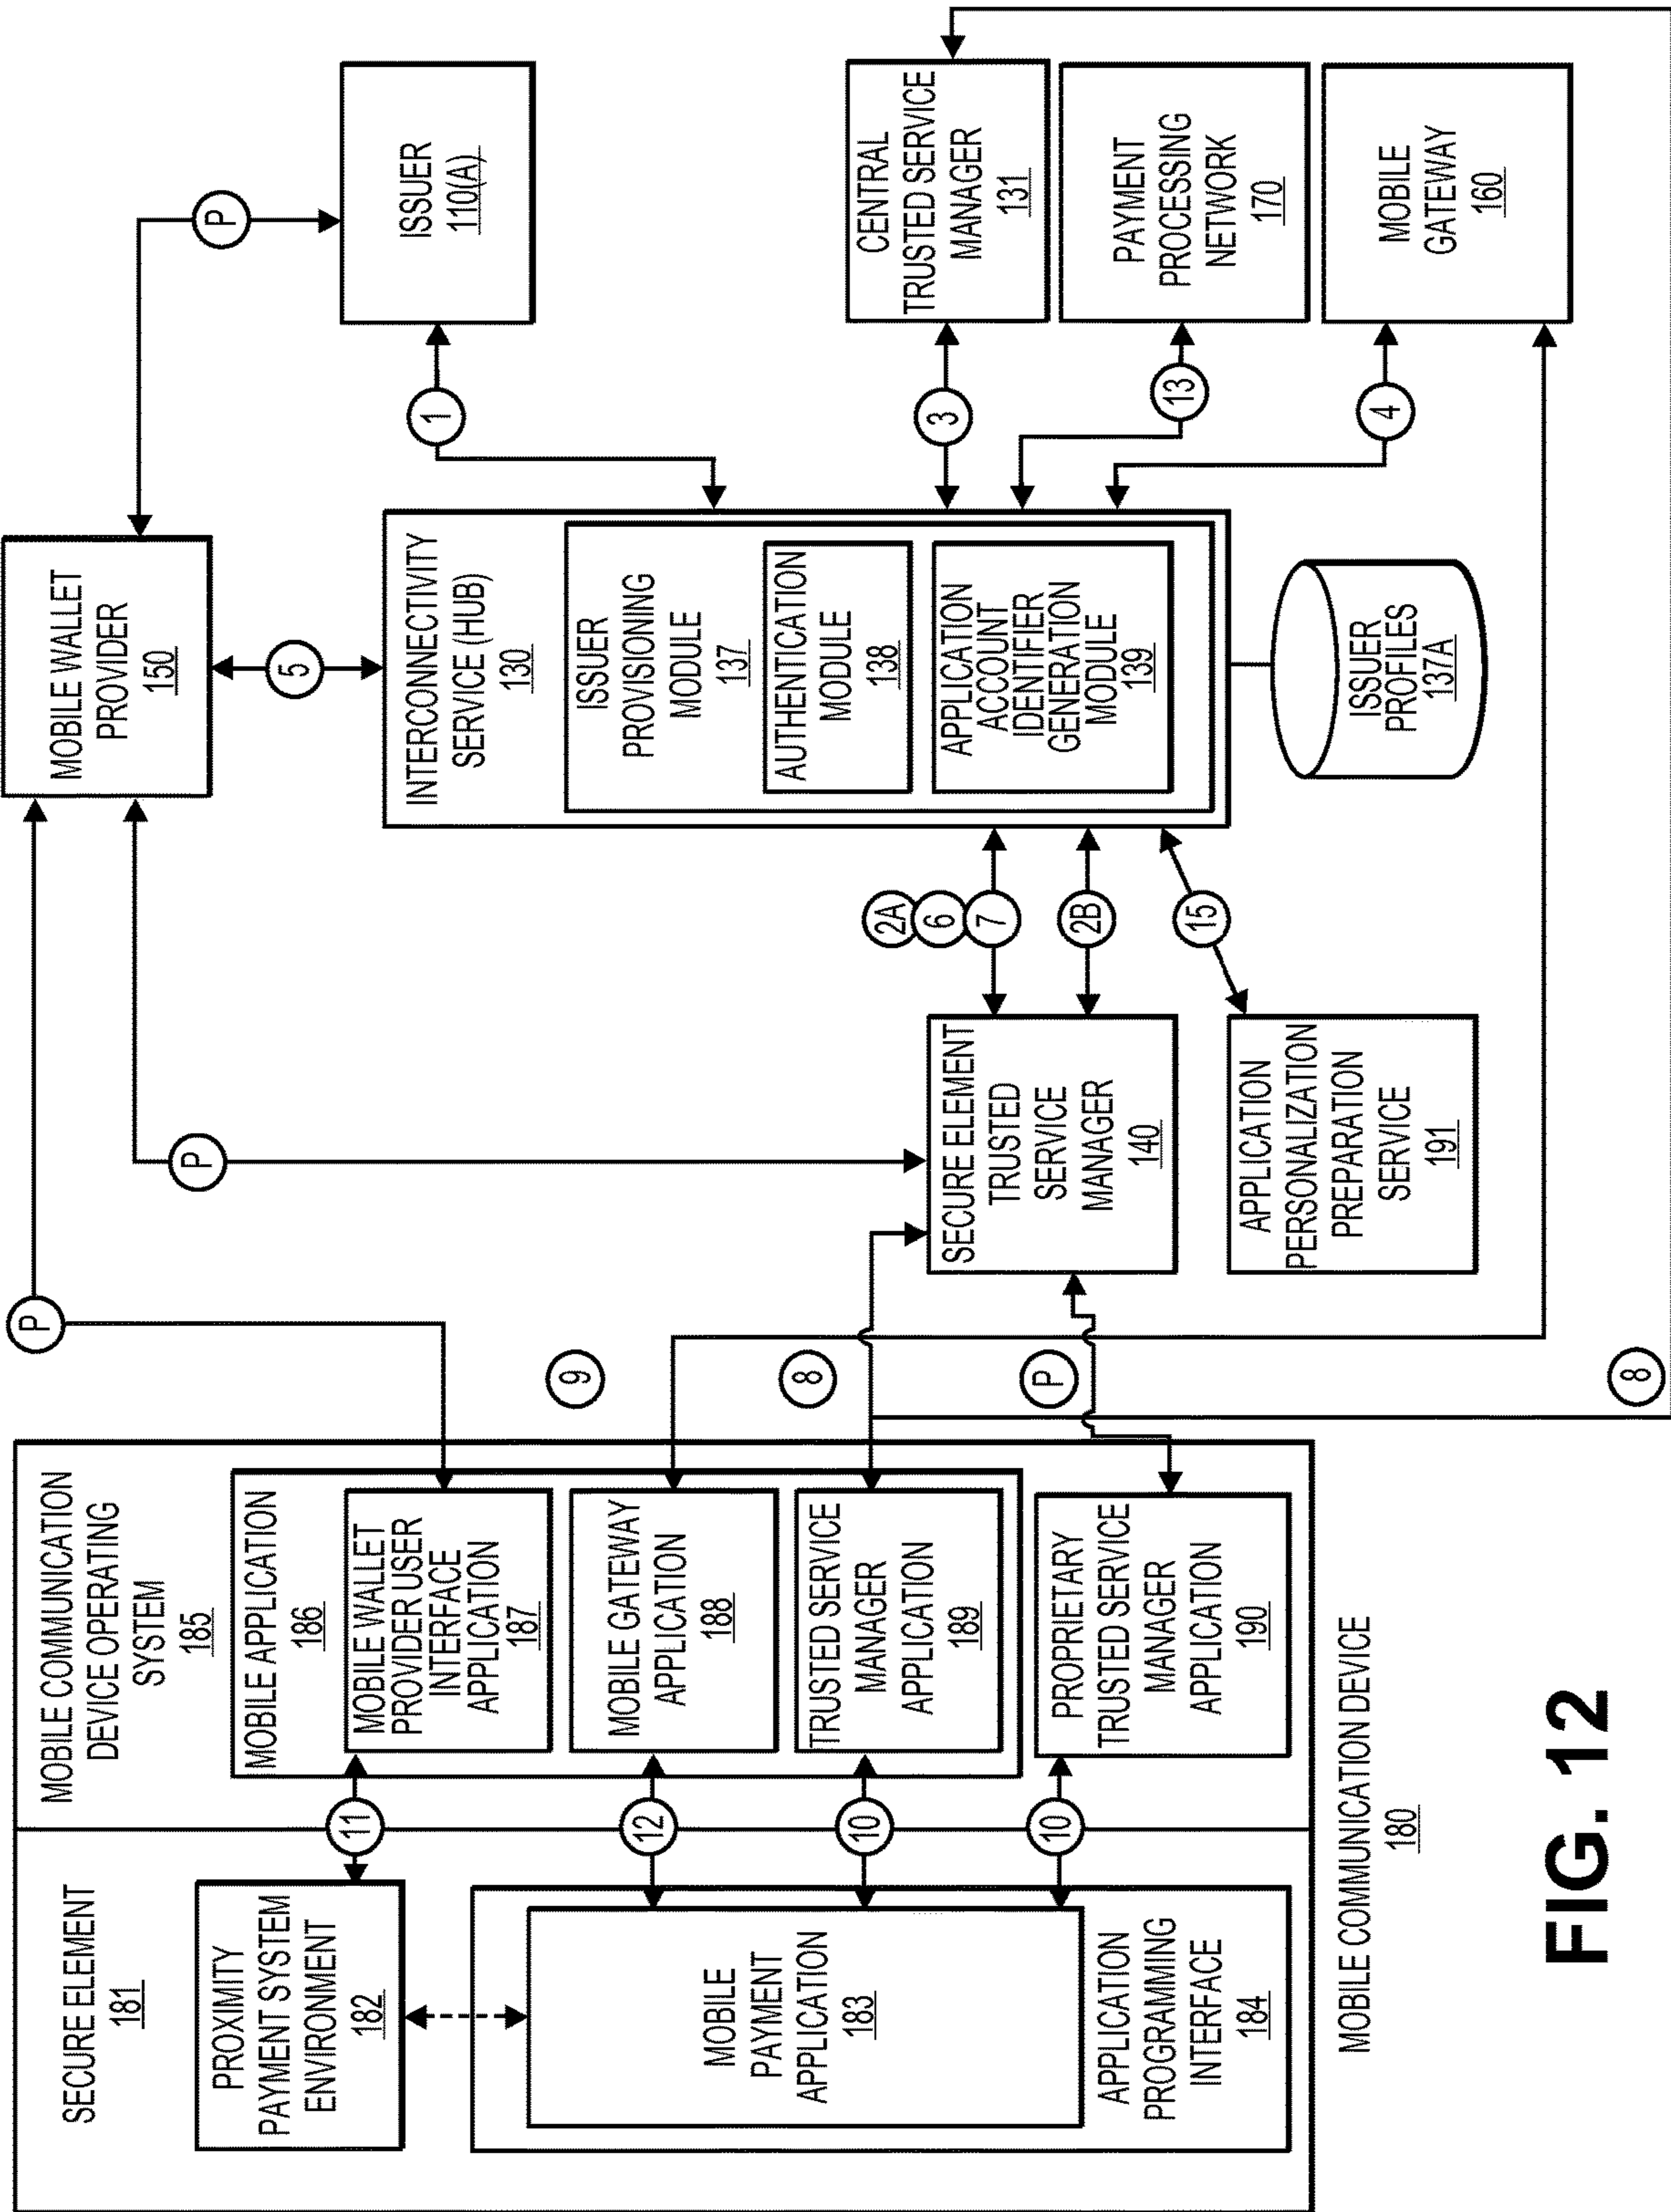 MOBILE COMMUNICATION DEVICE
180
SECURE ELEMENT
181
PROXIMITY
PAYMENT SYSTEM
ENVIRONMENT
182
MOBILE
PAYMENT
APPLICATION
183
APPLICATION
PROGRAMMING
INTERFACE
184
11
12
10
10
MOBILE COMMUNICATION
DEVICE OPERATING
SYSTEM
185
MOBILE APPLICATION
186
MOBILE WALLET
PROVIDER USER
INTERFACE
APPLICATION
187
MOBILE GATEWAY
APPLICATION
188
TRUSTED SERVICE
MANAGER
APPLICATION
189
PROPRIETARY
TRUSTED SERVICE
MANAGER
APPLICATION
190
P
9
8
P
8
P
SECURE ELEMENT
TRUSTED
SERVICE
MANAGER
140
APPLICATION
PERSONALIZATION
PREPARATION
SERVICE
191
2A
6
7
2B
15
MOBILE WALLET
PROVIDER
150
5
INTERCONNECTIVITY
SERVICE (HUB)
130
ISSUER
PROVISIONING
MODULE
137
AUTHENTICATION
MODULE
138
APPLICATION
ACCOUNT
IDENTIFIER
GENERATION
MODULE
139
ISSUER
PROFILES
137A
P
1
3
13
4
ISSUER
110(A)
CENTRAL
TRUSTED SERVICE
MANAGER
131
PAYMENT
PROCESSING
NETWORK
170
MOBILE
GATEWAY
160
FIG. 12